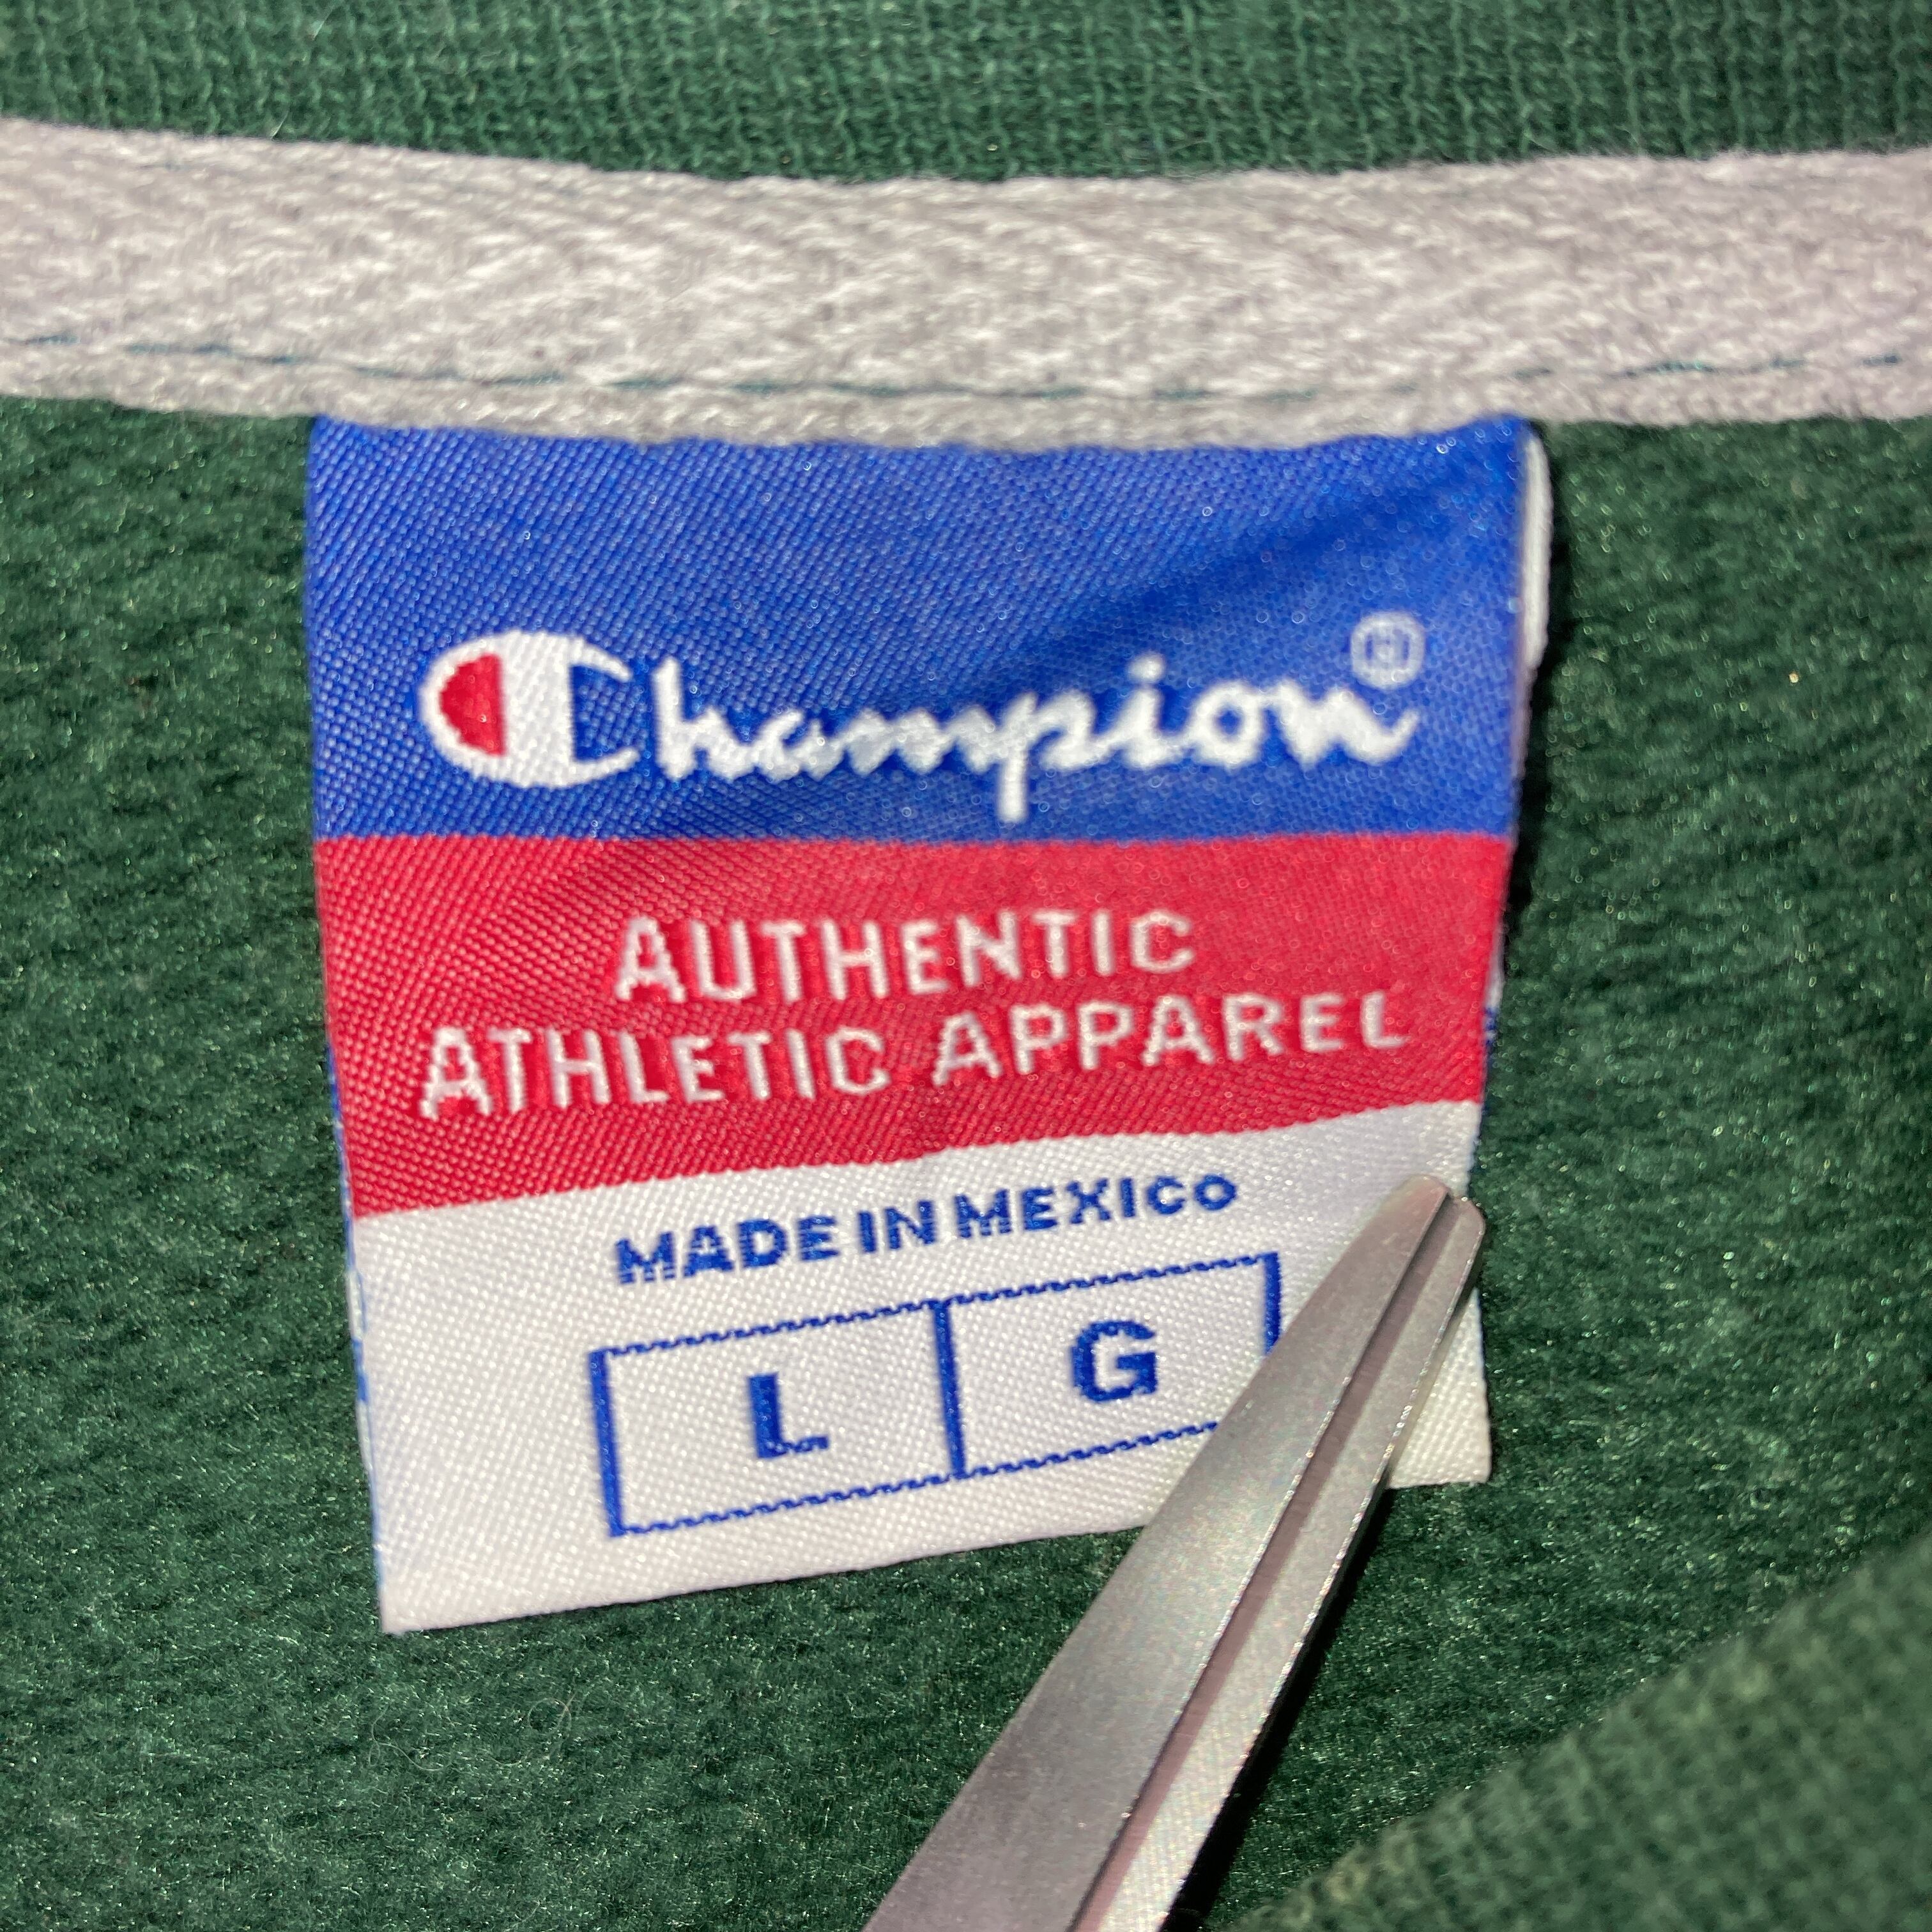 Champion®
AUTHENTIC
ATHLETIC APPAREL
MADE IN MEXICO
L G